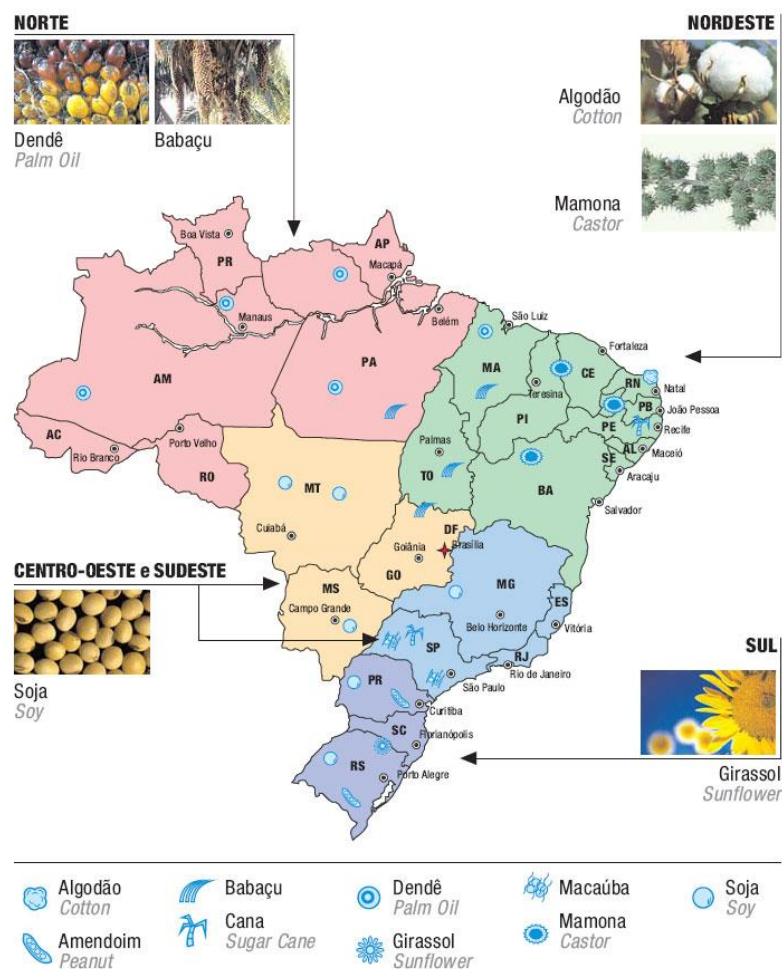 NORTE
Dendê
Palm Oil
Babaçu
NORDESTE
Algodão
Cotton
Mamona
Castor
Boa Vista
PR
AP
Macapá
Manaus
Belém
AM
PA
AC
Rio Branco
Porto Velho
RO
São Luiz
MA
Teresina
Fortaleza
CE
RN
Natal
PB
João Pessoa
PE
Recife
PI
AL
Maceió
SE
Aracaju
Palmas
TO
BA
Salvador
MT
Cuiabá
DF
Brasília
Goiânia
GO
MS
Campo Grande
MG
Belo Horizonte
ES
Vitória
SP
São Paulo
RJ
Rio de Janeiro
PR
Curitiba
SC
Florianópolis
RS
Porto Alegre
CENTRO-OESTE e SUDESTE
Soja
Soy
SUL
Girassol
Sunflower
Algodão
Cotton
Amendoim
Peanut
Babaçu
Cana
Sugar Cane
Dendê
Palm Oil
Girassol
Sunflower
Macaúba
Mamona
Castor
Soja
Soy